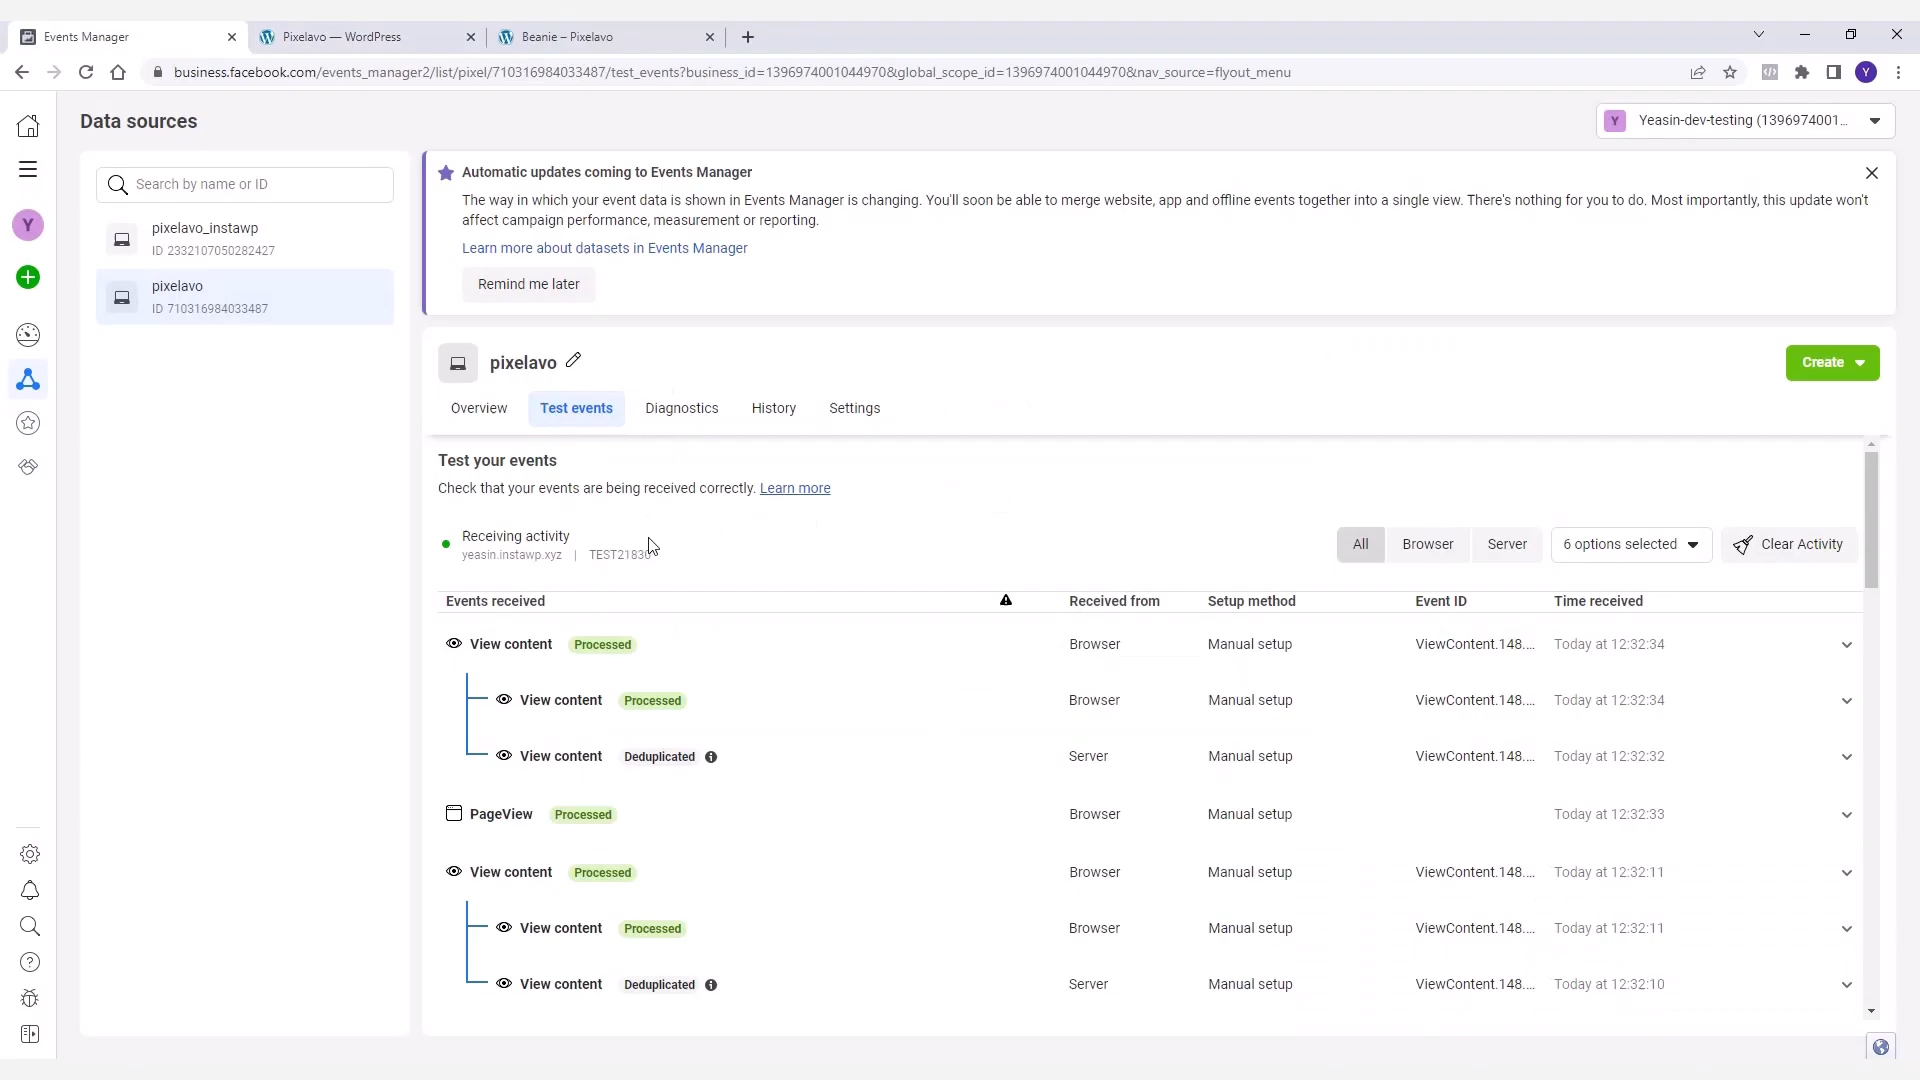 Events Manager
Pixelavo — WordPress
Beanie – Pixelavo
business.facebook.com/events_manager2/list/pixel/710316984033487/test_events?business_id=1396974001044970&global_scope_id=1396974001044970&nav_source=flyout_menu
Y
Data sources
Y Yeasin-dev-testing (139697400​1...
Search by name or ID
Y
pixelavo_instawp
ID 2332107050282427
pixelavo
ID 710316984033487
Automatic updates coming to Events Manager
The way in which your event data is shown in Events Manager is changing. You'll soon be able to merge website, app and offline events together into a single view. There's nothing for you to do. Most importantly, this update won't
affect campaign performance, measurement or reporting.
Learn more about datasets in Events Manager
Remind me later
pixelavo
Create
Overview Test events Diagnostics History Settings
Test your events
Check that your events are being received correctly. Learn more
Receiving activity
yeasin.instawp.xyz | TEST21830
All Browser Server 6 options selected Clear Activity
Events received Received from Setup method Event ID Time received
View content Processed Browser Manual setup ViewContent.148.... Today at 12:32:34
View content Processed Browser Manual setup ViewContent.148.... Today at 12:32:34
View content Deduplicated Server Manual setup ViewContent.148.... Today at 12:32:32
PageView Processed Browser Manual setup Today at 12:32:33
View content Processed Browser Manual setup ViewContent.148.... Today at 12:32:11
View content Processed Browser Manual setup ViewContent.148.... Today at 12:32:11
View content Deduplicated Server Manual setup ViewContent.148.... Today at 12:32:10